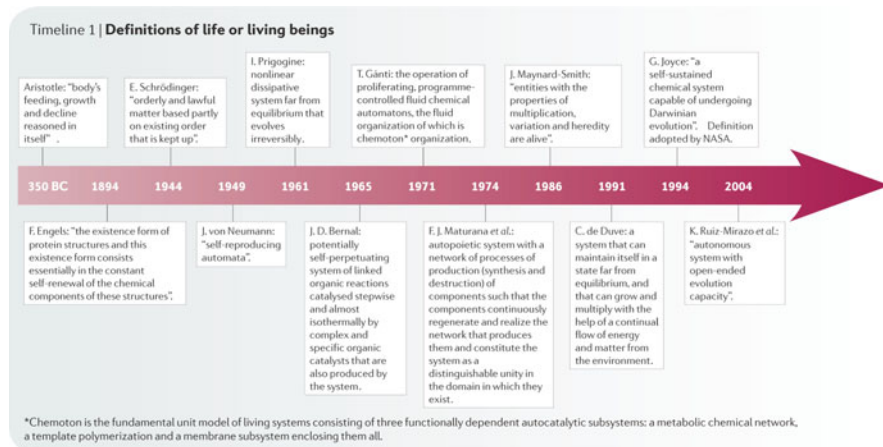 Timeline 1 | Definitions of life or living beings
Aristotle: “body’s
feeding, growth
and decline
reasoned in
itself” .
E. Schrödinger:
“orderly and lawful
matter based partly
on existing order
that is kept up”.
I. Prigogine:
nonlinear
dissipative
system far from
equilibrium that
evolves
irreversibly.
T. Gánti: the operation of
proliferating, programme-
controlled fluid chemical
automatons, the fluid
organization of which is
chemoton* organization.
J. Maynard-Smith:
“entities with the
properties of
multiplication,
variation and heredity
are alive”.
G. Joyce: “a
self-sustained
chemical system
capable of undergoing
Darwinian
evolution”. Definition
adopted by NASA.
350 BC 1894 1944 1949 1961 1965 1971 1974 1986 1991 1994 2004
F. Engels: “the existence form of
protein structures and this
existence form consists
essentially in the constant
self-renewal of the chemical
components of these structures”.
J. von Neumann:
“self-reproducing
automata”.
J. D. Bernal:
potentially
self-perpetuating
system of linked
organic reactions
catalysed stepwise
and almost
isothermally by
complex and
specific organic
catalysts that are
also produced by
the system.
F. J. Maturana et al.:
autopoietic system with a
network of processes of
production (synthesis and
destruction) of
components such that the
components continuously
regenerate and realize the
network that produces
them and constitute the
system as a
distinguishable unity in
the domain in which they
exist.
C. de Duve: a
system that can
maintain itself in a
state far from
equilibrium, and
that can grow and
multiply with the
help of a continual
flow of energy
and matter from
the environment.
K. Ruiz-Mirazo et al.:
“autonomous
system with
open-ended
evolution
capacity”.
*Chemoton is the fundamental unit model of living systems consisting of three functionally dependent autocatalytic subsystems: a metabolic chemical network,
a template polymerization and a membrane subsystem enclosing them all.